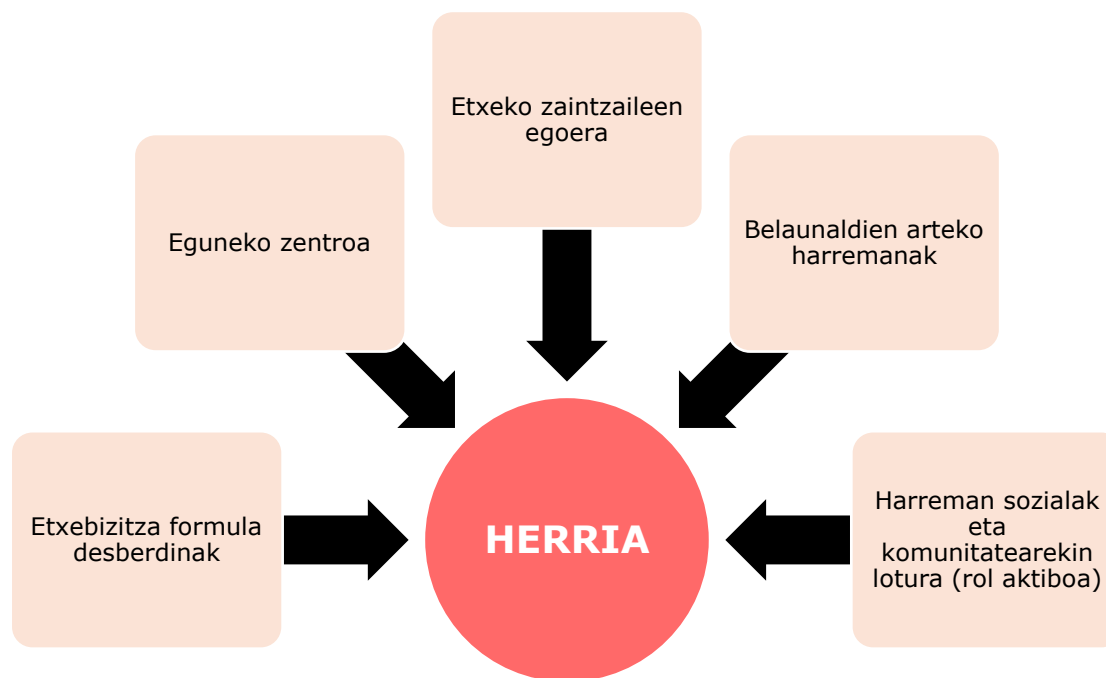 Etxeko zaintzaileen
egoera
Eguneko zentroa
Belaunaldien arteko
harremanak
Etxebizitza formula
desberdinak
HERRIA
Harreman sozialak
eta
komunitatearekin
lotura (rol aktiboa)